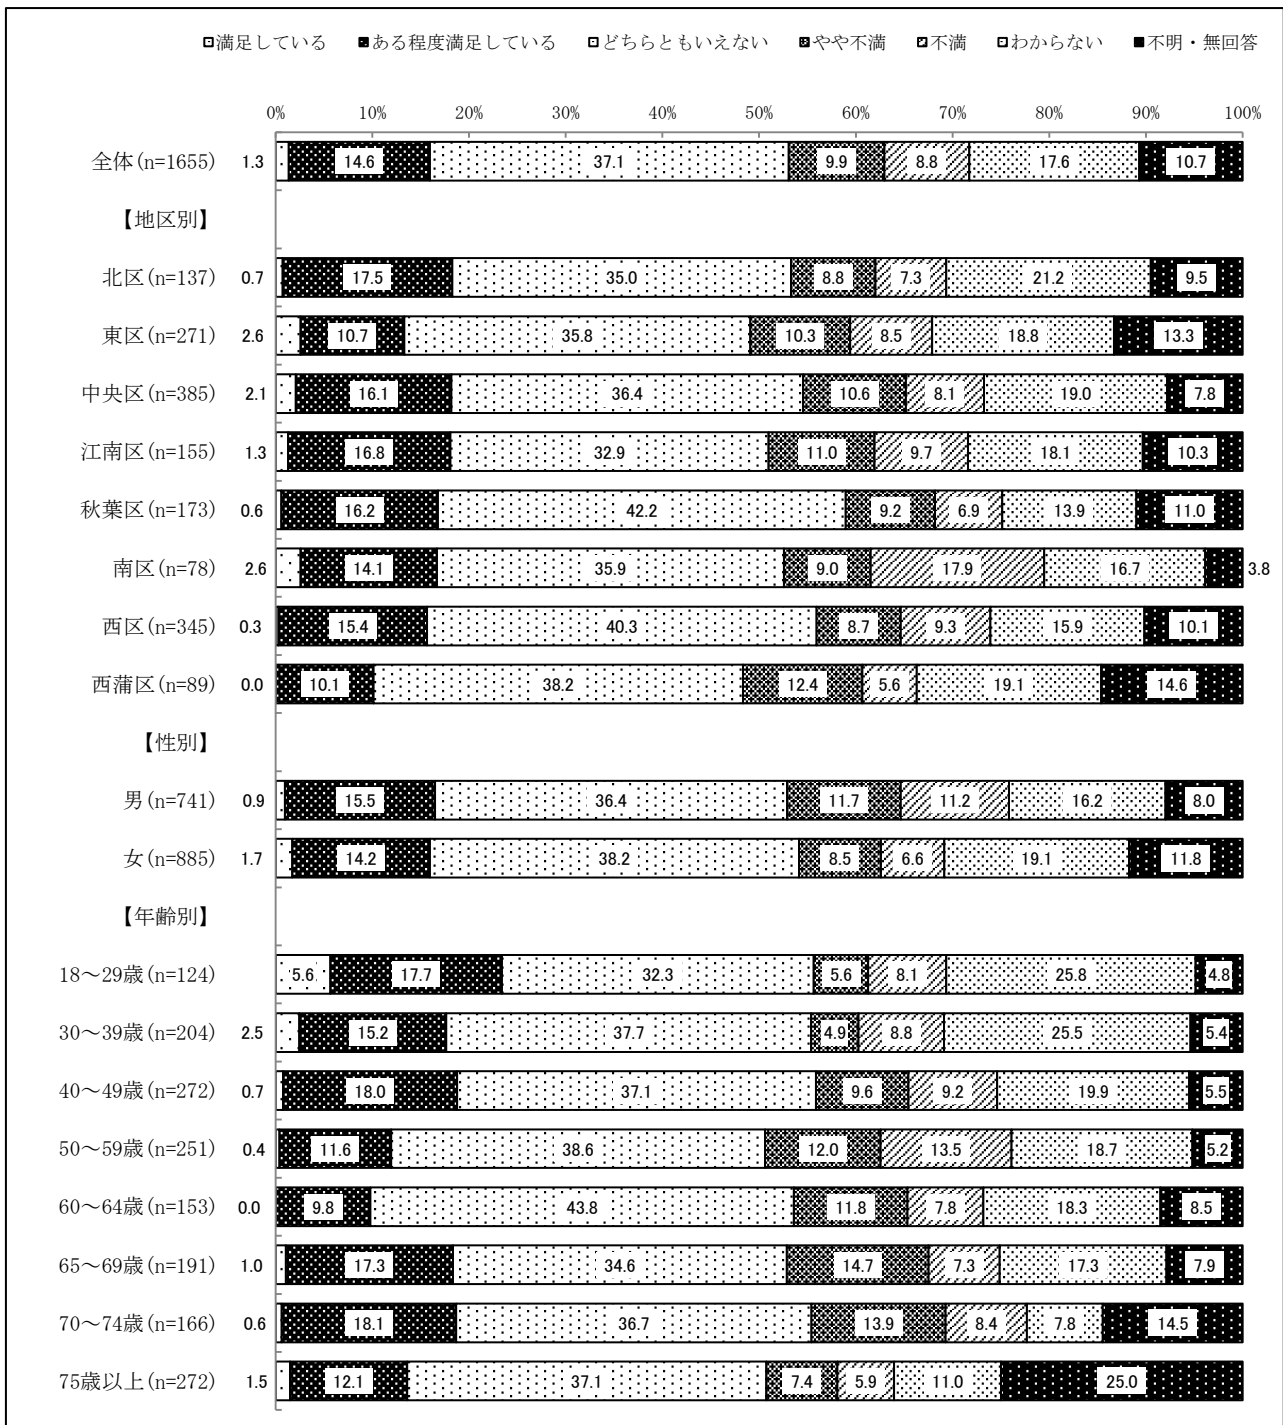 満足している ある程度満足している どちらともいえない やや不満 不満 わからない 不明・無回答
0% 10% 20% 30% 40% 50% 60% 70% 80% 90% 100%
全体(n=1655) 1.3 14.6 37.1 9.9 8.8 17.6 10.7
【地区別】
北区(n=137) 0.7 17.5 35.0 8.8 7.3 21.2 9.5
東区(n=271) 2.6 10.7 35.8 10.3 8.5 18.8 13.3
中央区(n=385) 2.1 16.1 36.4 10.6 8.1 19.0 7.8
江南区(n=155) 1.3 16.8 32.9 11.0 9.7 18.1 10.3
秋葉区(n=173) 0.6 16.2 42.2 9.2 6.9 13.9 11.0
南区(n=78) 2.6 14.1 35.9 9.0 17.9 16.7 3.8
西区(n=345) 0.3 15.4 40.3 8.7 9.3 15.9 10.1
西蒲区(n=89) 0.0 10.1 38.2 12.4 5.6 19.1 14.6
【性別】
男(n=741) 0.9 15.5 36.4 11.7 11.2 16.2 8.0
女(n=885) 1.7 14.2 38.2 8.5 6.6 19.1 11.8
【年齢別】
18～29歳(n=124) 5.6 17.7 32.3 5.6 8.1 25.8 4.8
30～39歳(n=204) 2.5 15.2 37.7 4.9 8.8 25.5 5.4
40～49歳(n=272) 0.7 18.0 37.1 9.6 9.2 19.9 5.5
50～59歳(n=251) 0.4 11.6 38.6 12.0 13.5 18.7 5.2
60～64歳(n=153) 0.0 9.8 43.8 11.8 7.8 18.3 8.5
65～69歳(n=191) 1.0 17.3 34.6 14.7 7.3 17.3 7.9
70～74歳(n=166) 0.6 18.1 36.7 13.9 8.4 7.8 14.5
75歳以上(n=272) 1.5 12.1 37.1 7.4 5.9 11.0 25.0